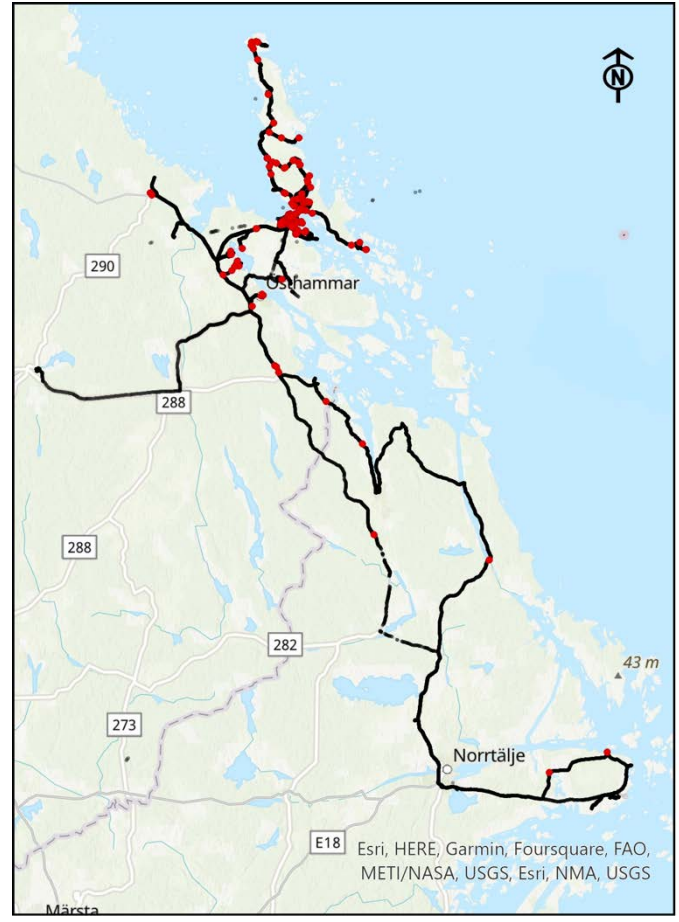 N
290
Östhammar
288
288
282
43 m
273
Norrtälje
E18
Esri, HERE, Garmin, Foursquare, FAO,
METI/NASA, USGS, Esri, NMA, USGS
Märsta